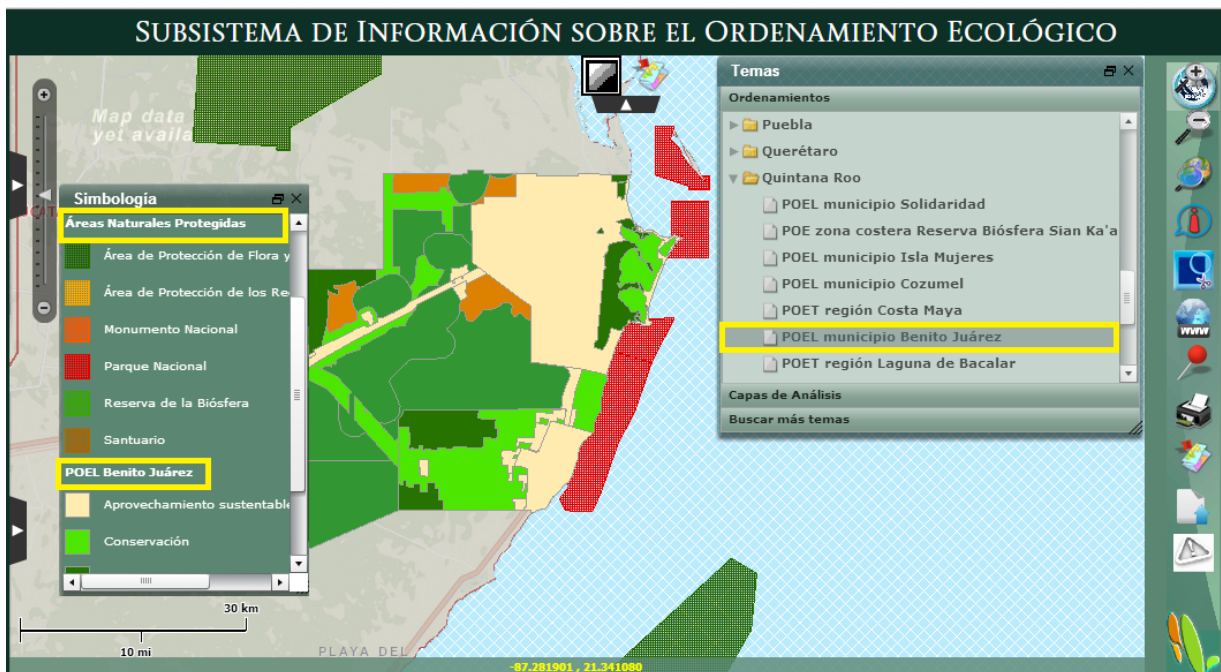 SUBSISTEMA DE INFORMACIÓN SOBRE EL ORDENAMIENTO ECOLÓGICO
Map data
yet availa
Simbología
Áreas Naturales Protegidas
Área de Protección de Flora y
Área de Protección de los Re
Monumento Nacional
Parque Nacional
Reserva de la Biósfera
Santuario
POEL Benito Juárez
Aprovechamiento sustentable
Conservación
30 km
10 mi
PLAYA DEL
-87.281901 , 21.341080
Temas
Ordenamientos
Puebla
Querétaro
Quintana Roo
POEL municipio Solidaridad
POE zona costera Reserva Biósfera Sian Ka'a
POEL municipio Isla Mujeres
POEL municipio Cozumel
POET región Costa Maya
POEL municipio Benito Juárez
POET región Laguna de Bacalar
Capas de Análisis
Buscar más temas
WWW